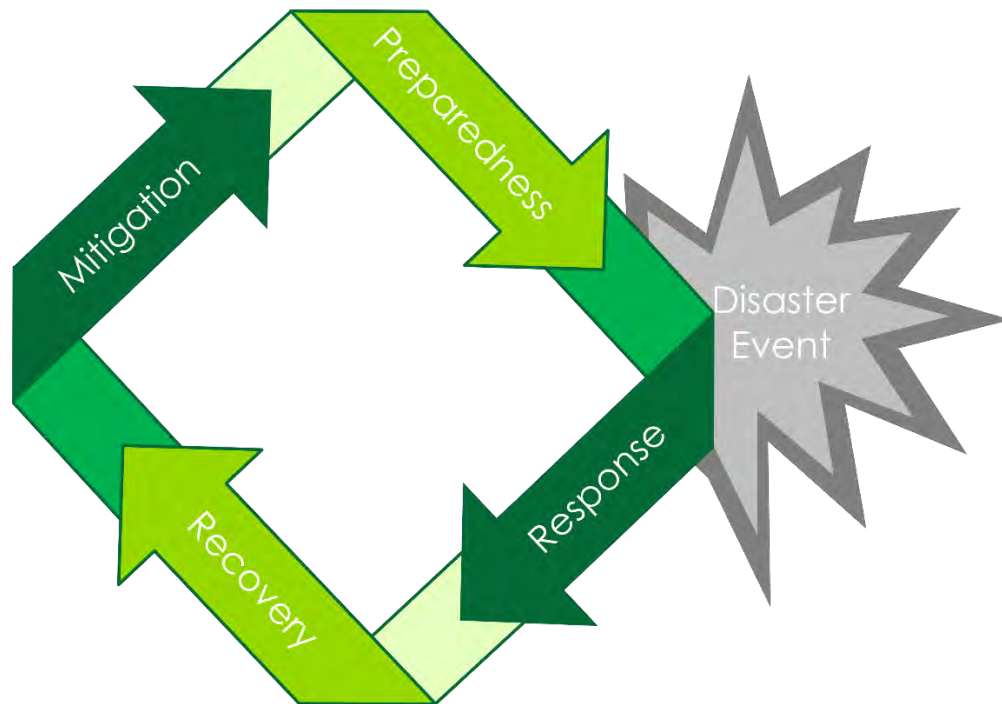 Mitigation
Preparedness
Disaster
Event
Response
Recovery